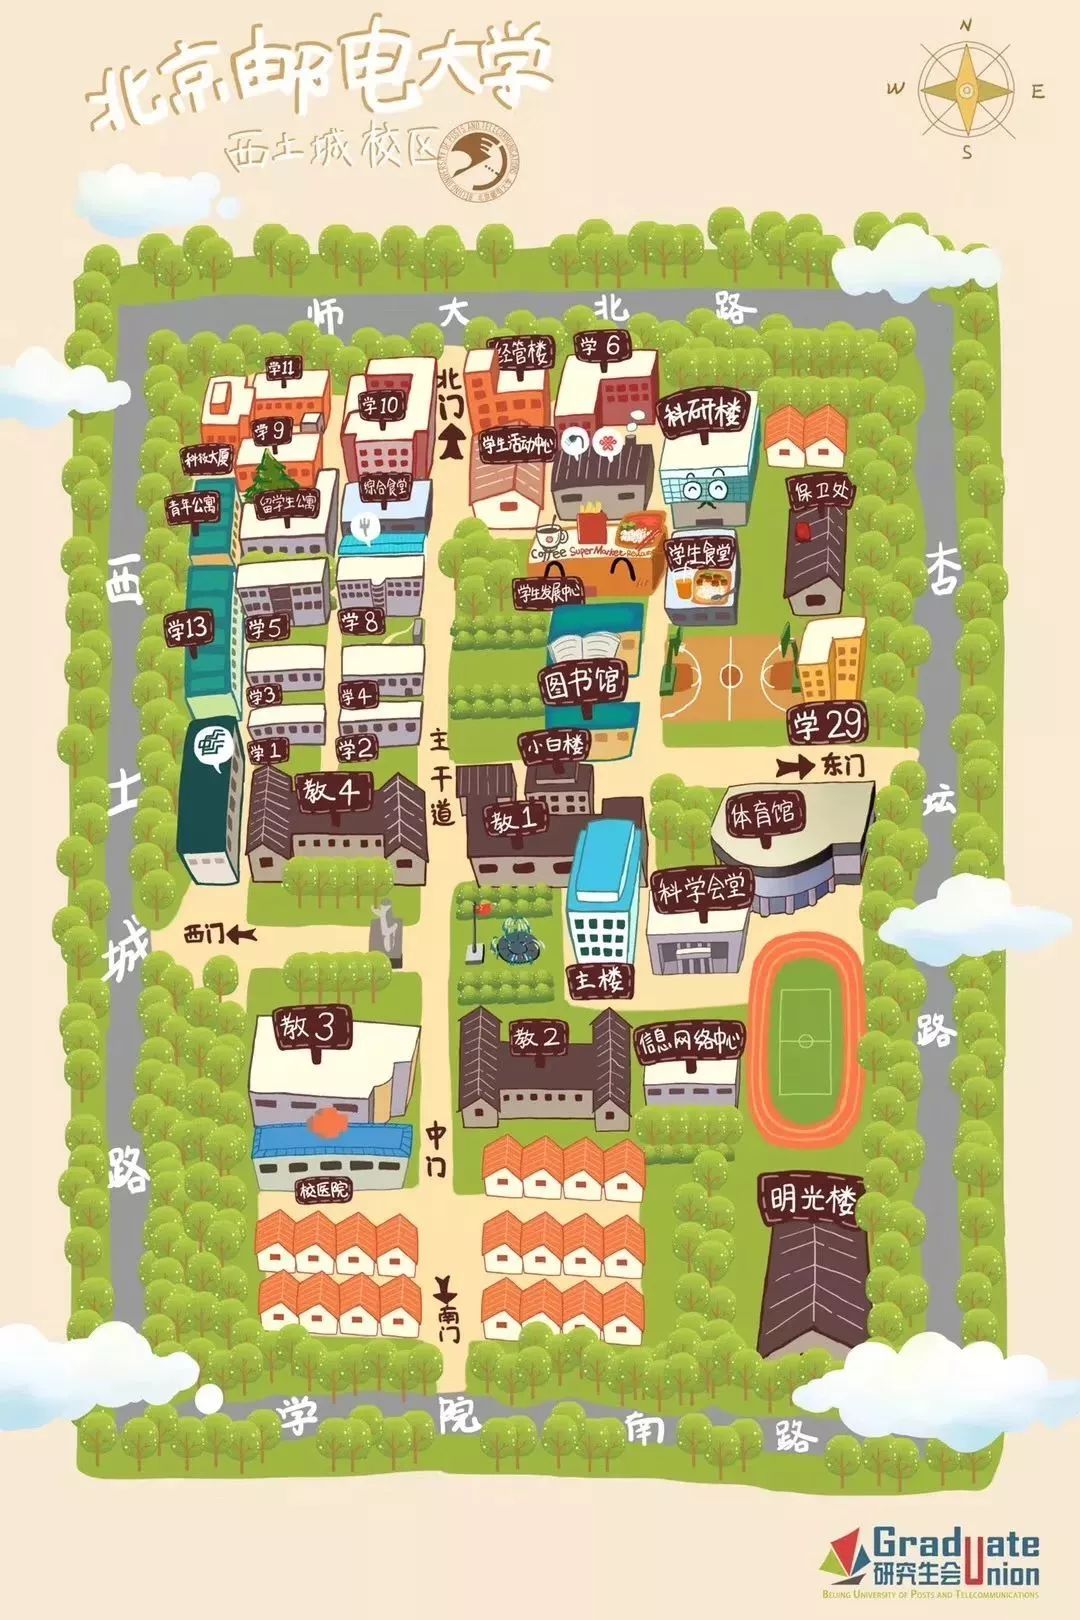 北京邮电大学
西土城校区
BEIJING UNIVERSITY OF POSTS AND TELECOMMUNICATIONS
N
W
E
S
师大北路
西土城路
杏坛路
学院南路
学11
学10
北门
经管楼
学6
科研楼
学9
科技大厦
青年公寓
留学生公寓
综合食堂
学生活动中心
保卫处
Coffee
SuperMarket
学生食堂
学生发展中心
学13
学5
学8
图书馆
学3
学4
学29
学1
学2
小白楼
主干道
东门
教4
教1
体育馆
科学会堂
西门
主楼
教3
教2
信息网络中心
中门
校医院
明光楼
南门
Graduate
研究生会 Union
BEIJING UNIVERSITY OF POSTS AND TELECOMMUNICATIONS